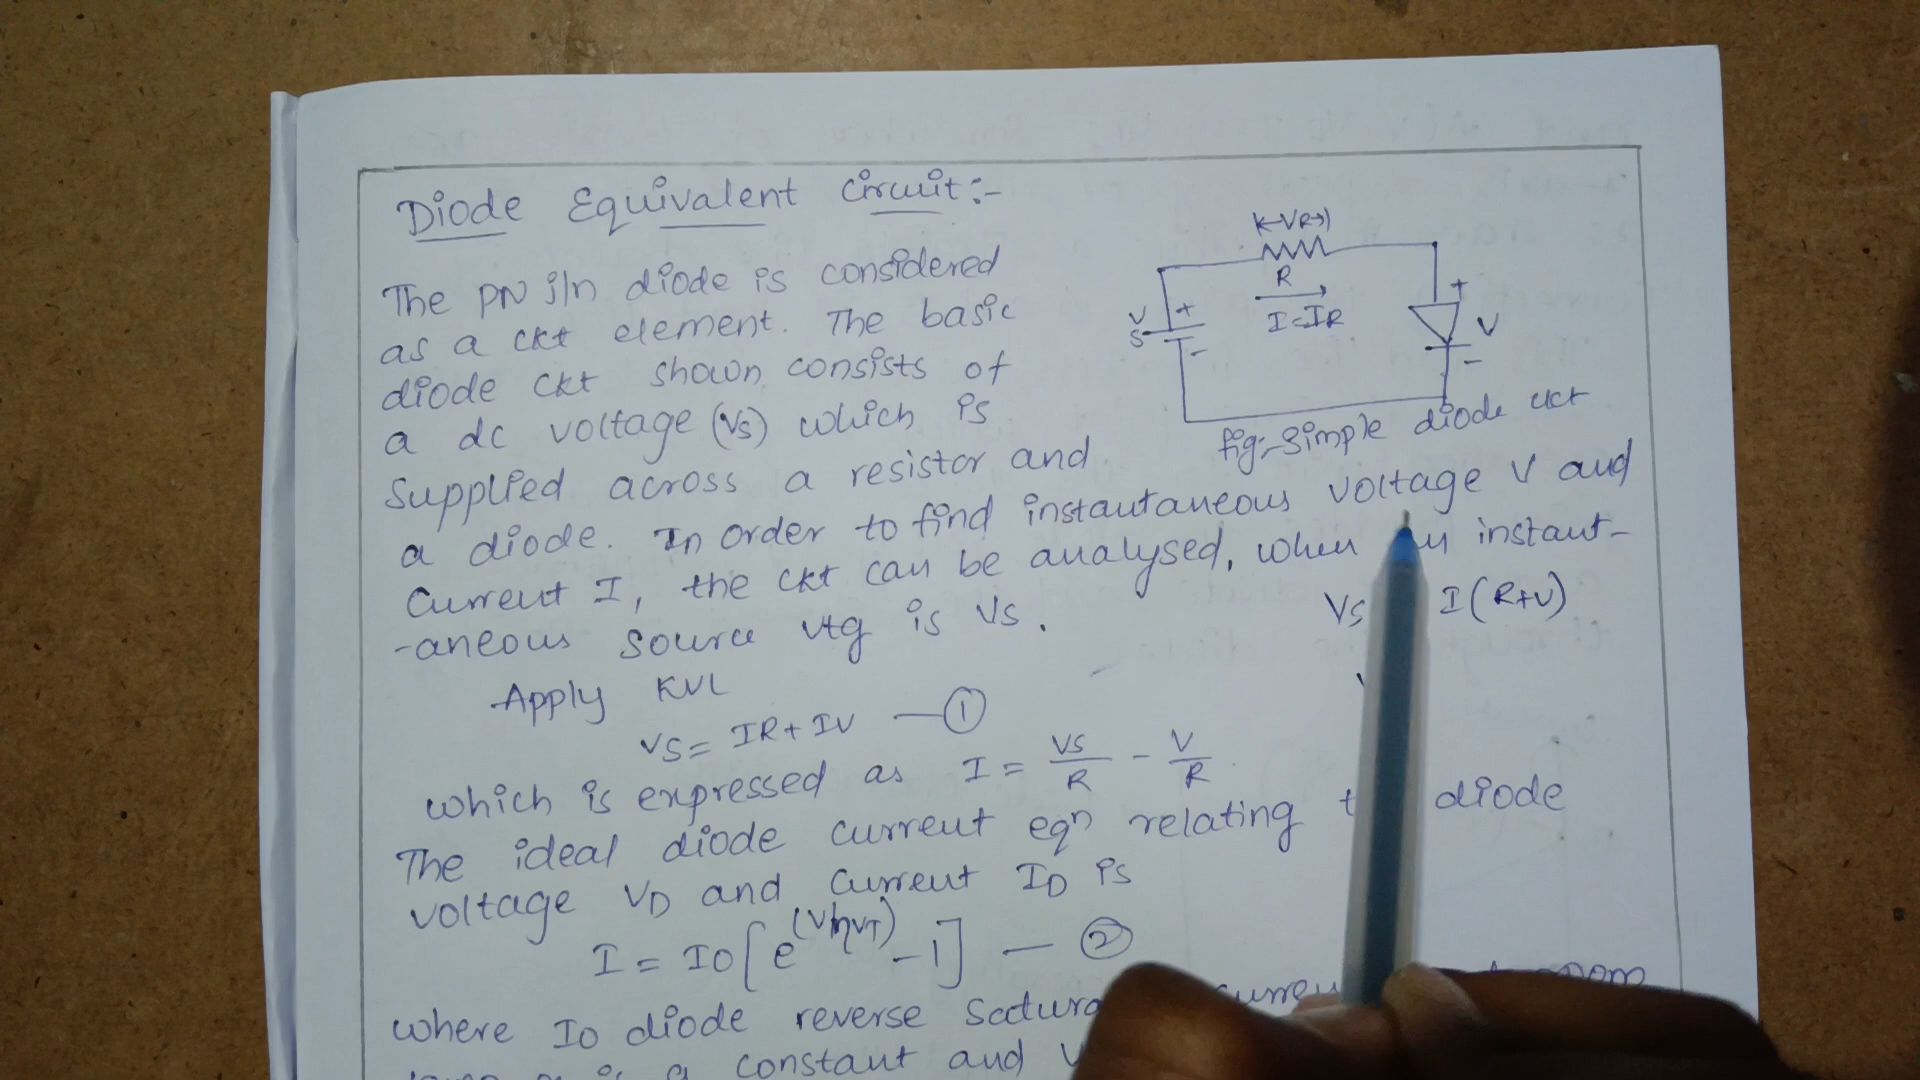 Diode Equivalent Circuit:-
The PN j/n diode is considered
as a ckt element. The basic
diode ckt shown consists of
a dc voltage (Vs) which is
supplied across a resistor and
a diode. In order to find instantaneous voltage V and
Current I, the ckt can be analysed, when instant-
-aneous source vtg is Vs.
K-VR->|
R
I=IR
V
S
+
-
+
V
-
fig:-Simple diode ckt
Vs I(R+V)
Apply KVL
Vs= IR+IV —①
which is expressed as I = Vs/R - V/R
The ideal diode current eqn relating diode
voltage VD and current ID is
I = I0[e^(V/ηVT) -1] — ②
where Io diode reverse
is a constant and